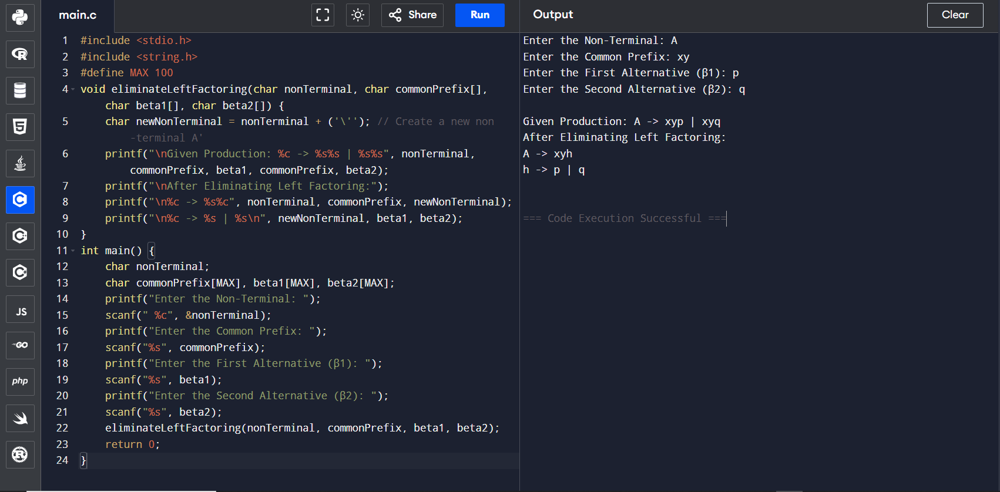 main.c
Share
Run
Output
Clear
JS
GO
php
1 #include <stdio.h>
2 #include <string.h>
3 #define MAX 100
4 void eliminateLeftFactoring(char nonTerminal, char commonPrefix[],
char beta1[], char beta2[]) {
5 char newNonTerminal = nonTerminal + ('\''); // Create a new non
-terminal A'
6 printf("\nGiven Production: %c -> %s%s | %s%s", nonTerminal,
commonPrefix, beta1, commonPrefix, beta2);
7 printf("\nAfter Eliminating Left Factoring:");
8 printf("\n%c -> %s%c", nonTerminal, commonPrefix, newNonTerminal);
9 printf("\n%c -> %s | %s\n", newNonTerminal, beta1, beta2);
10 }
11 int main() {
12 char nonTerminal;
13 char commonPrefix[MAX], beta1[MAX], beta2[MAX];
14 printf("Enter the Non-Terminal: ");
15 scanf(" %c", &nonTerminal);
16 printf("Enter the Common Prefix: ");
17 scanf("%s", commonPrefix);
18 printf("Enter the First Alternative (β1): ");
19 scanf("%s", beta1);
20 printf("Enter the Second Alternative (β2): ");
21 scanf("%s", beta2);
22 eliminateLeftFactoring(nonTerminal, commonPrefix, beta1, beta2);
23 return 0;
24 }
Enter the Non-Terminal: A
Enter the Common Prefix: xy
Enter the First Alternative (β1): p
Enter the Second Alternative (β2): q
Given Production: A -> xyp | xyq
After Eliminating Left Factoring:
A -> xyh
h -> p | q
=== Code Execution Successful ===